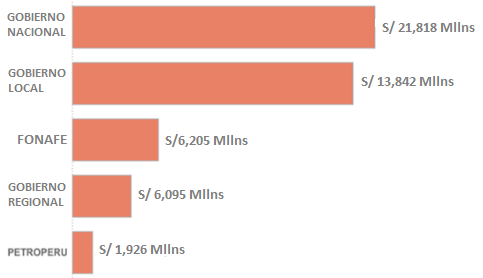 GOBIERNO
NACIONAL
S/ 21,818 Mllns
GOBIERNO
LOCAL
S/ 13,842 Mllns
FONAFE
S/6,205 Mllns
GOBIERNO
REGIONAL
S/ 6,095 Mllns
PETROPERU
S/ 1,926 Mllns